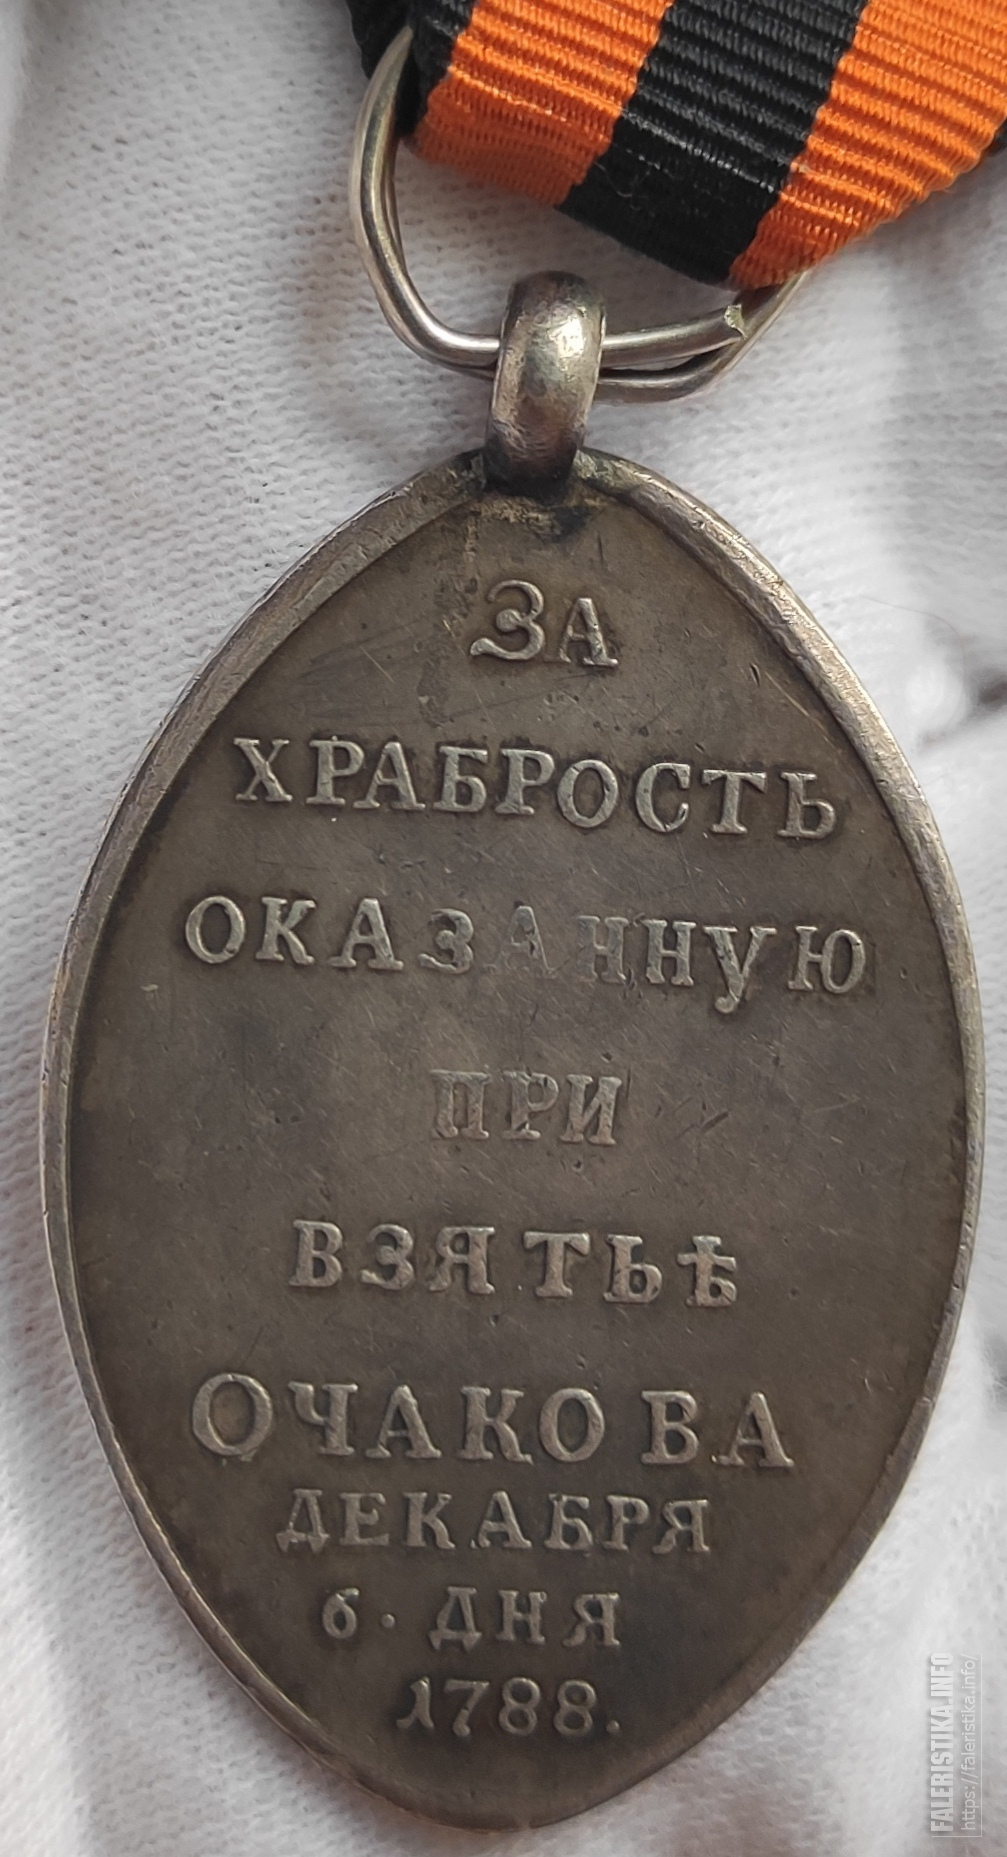 ЗА
ХРАБРОСТЬ
ОКАЗАННУЮ
ПРИ
ВЗЯТЬѢ
ОЧАКОВА
ДЕКАБРЯ
6. ДНЯ
1788.
FALERISTIKA.INFO
https://faleristika.info/